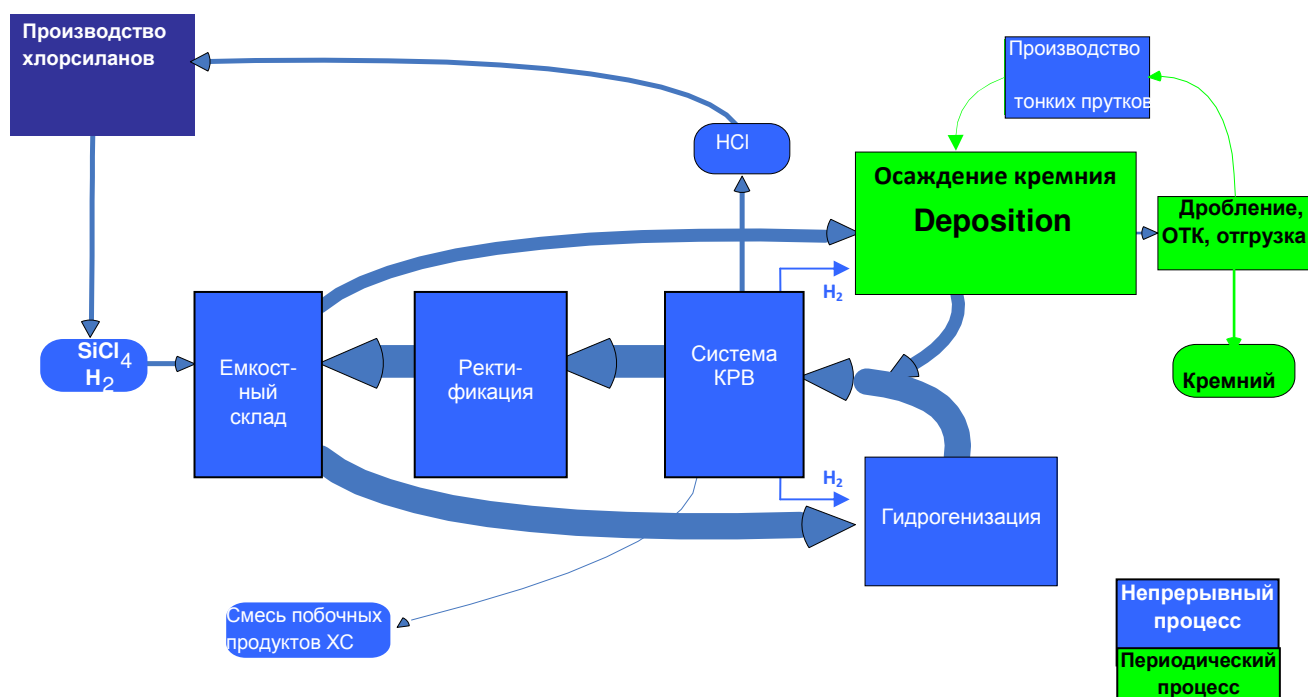 Производство
хлорсиланов
Производство
тонких прутков
HCl
Осаждение кремния
Deposition
Дробление,
ОТК, отгрузка
H₂
SiCl4
H2
Емкост-
ный
склад
Ректи-
фикация
Система
КРВ
Кремний
H₂
Гидрогенизация
Смесь побочных
продуктов ХС
Непрерывный
процесс
Периодический
процесс